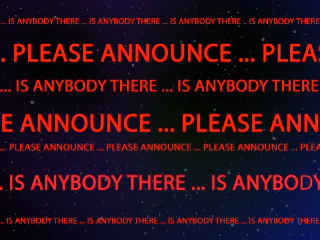 ... IS ANYBODY THERE ... IS ANYBODY THERE ... IS ANYBODY THERE ... IS ANYBODY THERE
. PLEASE ANNOUNCE ... PLEAS
... IS ANYBODY THERE ... IS ANYBODY THERE
E ANNOUNCE ... PLEASE ANN
... PLEASE ANNOUNCE ... PLEASE ANNOUNCE ... PLEASE ANNOUNCE ... PLEA
. IS ANYBODY THERE ... IS ANYBODY
... IS ANYBODY THERE ... IS ANYBODY THERE ... IS ANYBODY THERE ... IS ANYBODY THERE